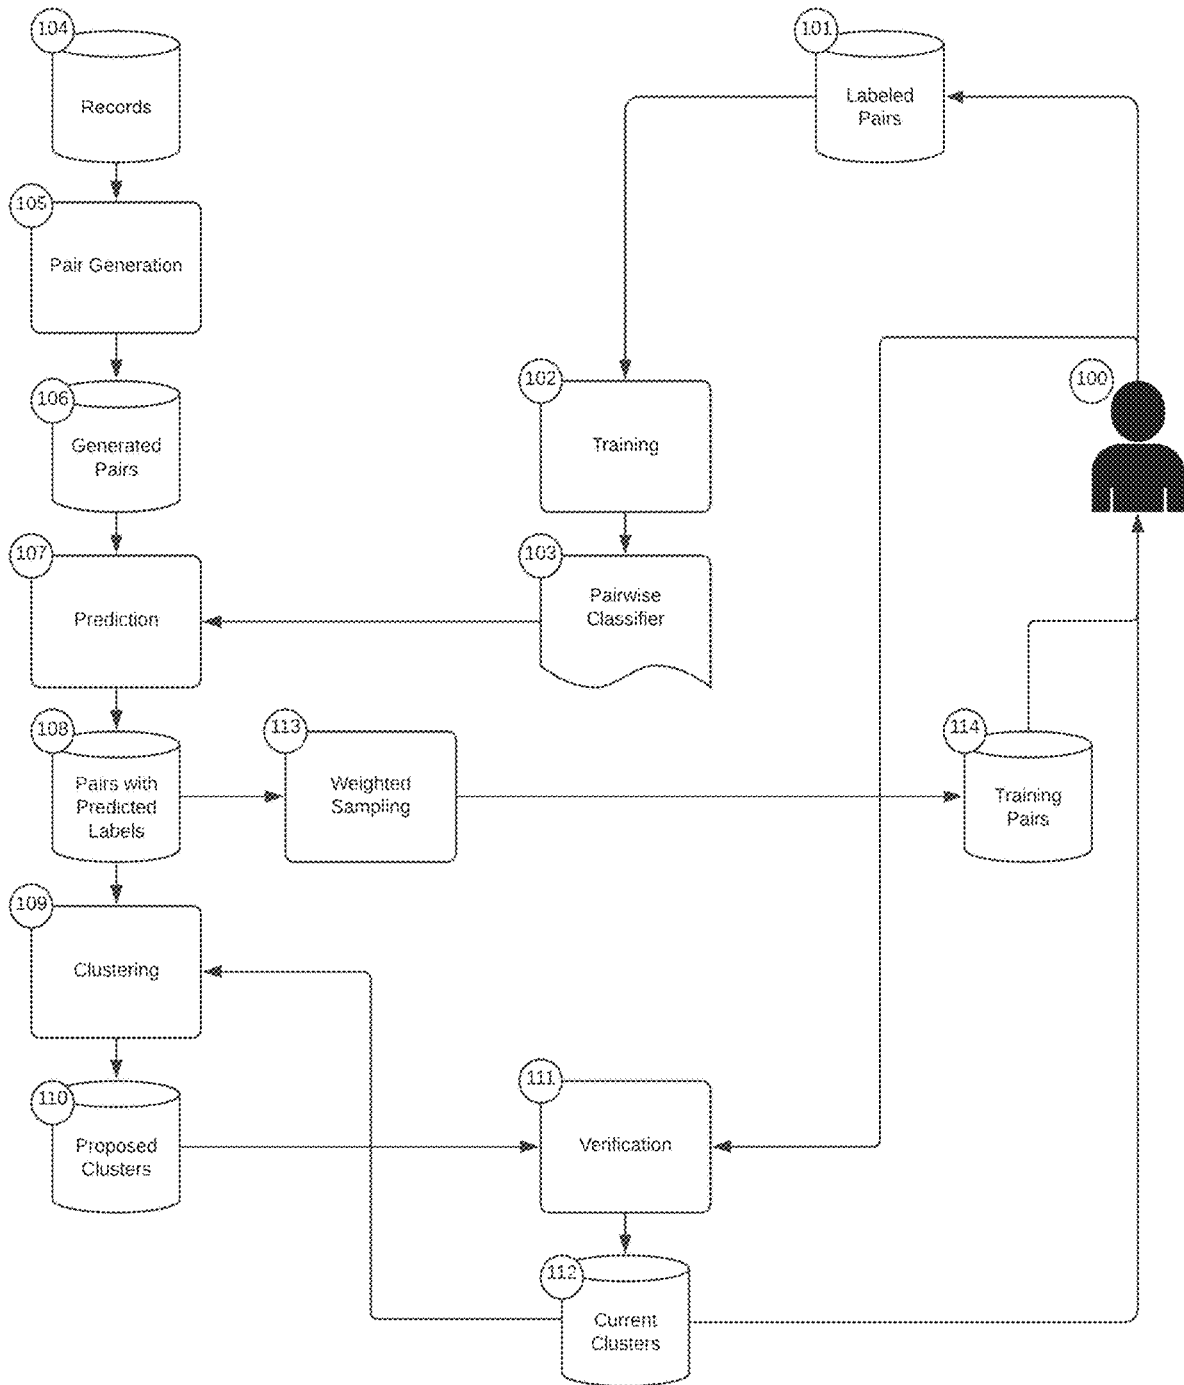 104
Records
101
Labeled
Pairs
105
Pair Generation
106
Generated
Pairs
102
Training
100
107
Prediction
103
Pairwise
Classifier
108
Pairs with
Predicted
Labels
113
Weighted
Sampling
114
Training
Pairs
109
Clustering
110
Proposed
Clusters
111
Verification
112
Current
Clusters